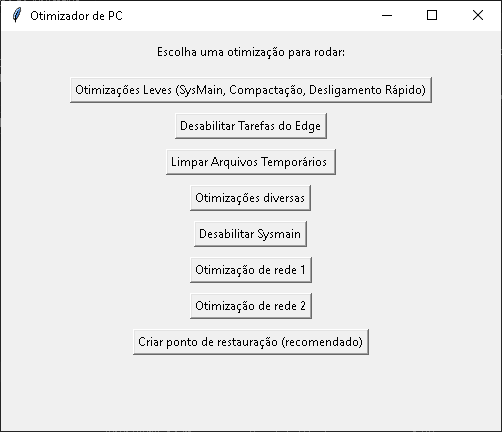 Otimizador de PC
Escolha uma otimização para rodar:
Otimizações Leves (SysMain, Compactação, Desligamento Rápido)
Desabilitar Tarefas do Edge
Limpar Arquivos Temporários
Otimizações diversas
Desabilitar Sysmain
Otimização de rede 1
Otimização de rede 2
Criar ponto de restauração (recomendado)